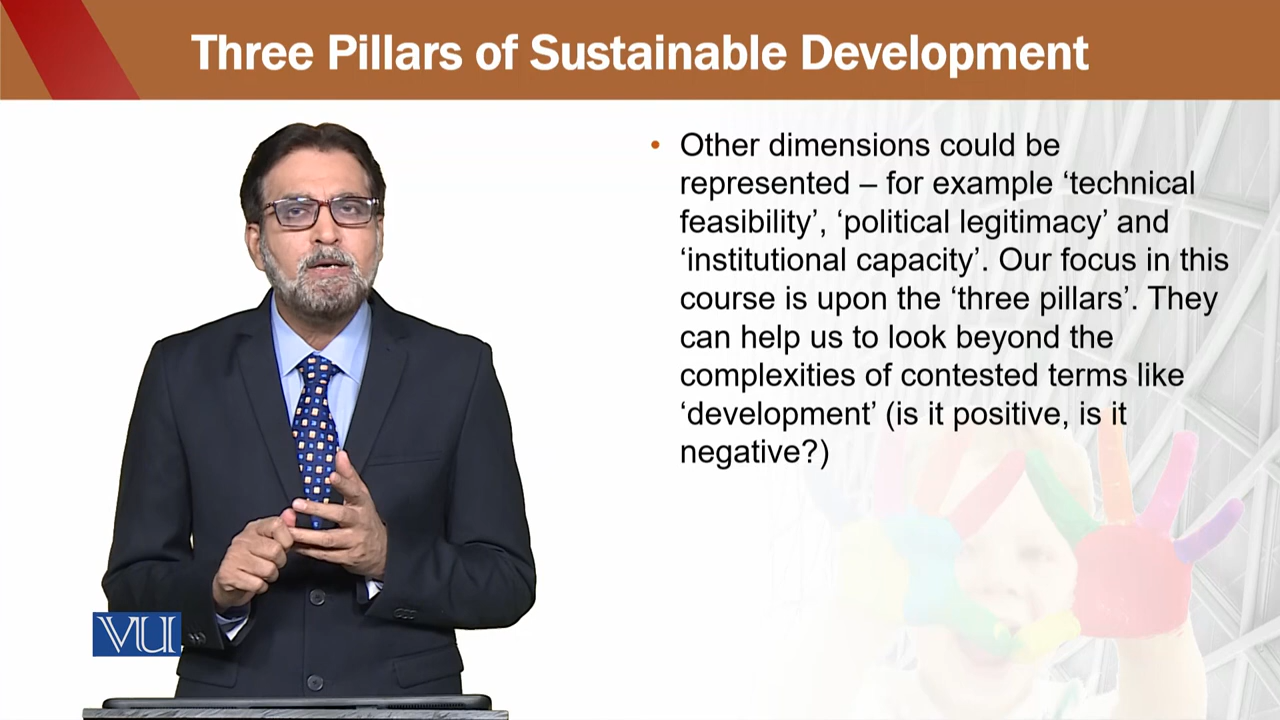 Three Pillars of Sustainable Development
• Other dimensions could be
represented – for example ‘technical
feasibility’, ‘political legitimacy’ and
‘institutional capacity’. Our focus in this
course is upon the ‘three pillars’. They
can help us to look beyond the
complexities of contested terms like
‘development’ (is it positive, is it
negative?)
VU